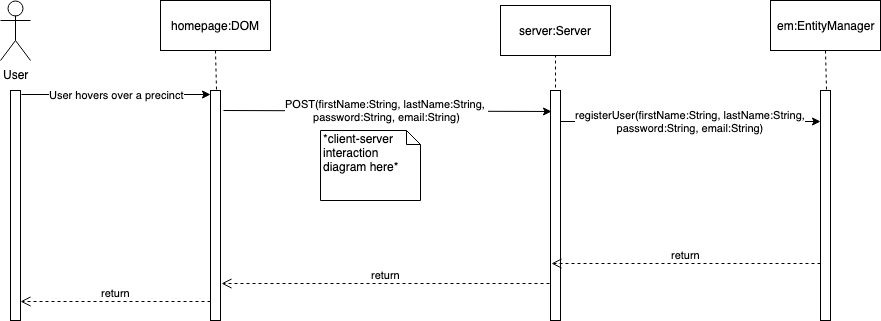 homepage:DOM
server:Server
em:EntityManager
User
User hovers over a precinct
POST(firstName:String, lastName:String,
password:String, email:String)
registerUser(firstName:String, lastName:String,
password:String, email:String)
*client-server
interaction
diagram here*
return
return
return